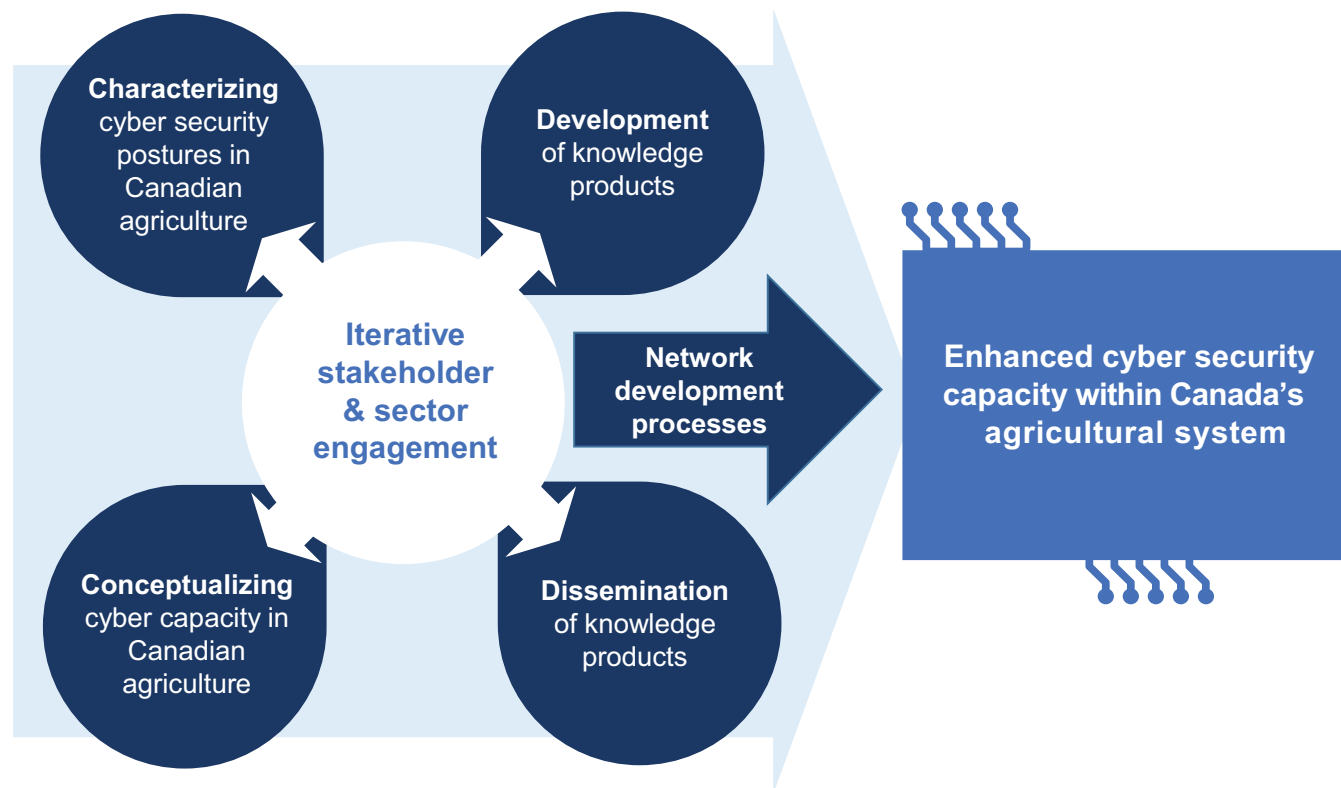 Characterizing
cyber security
postures in
Canadian
agriculture
Development
of knowledge
products
Iterative
stakeholder
& sector
engagement
Network
development
processes
Enhanced cyber security
capacity within Canada’s
agricultural system
Conceptualizing
cyber capacity in
Canadian
agriculture
Dissemination
of knowledge
products